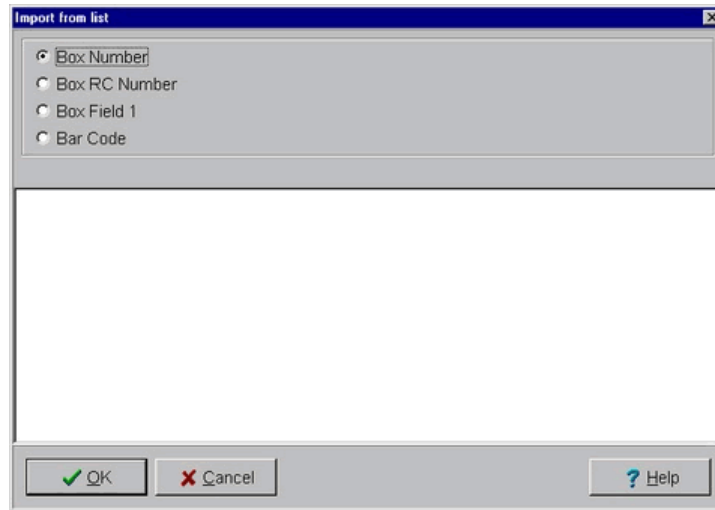 Import from list
Box Number
Box RC Number
Box Field 1
Bar Code
OK Cancel ? Help